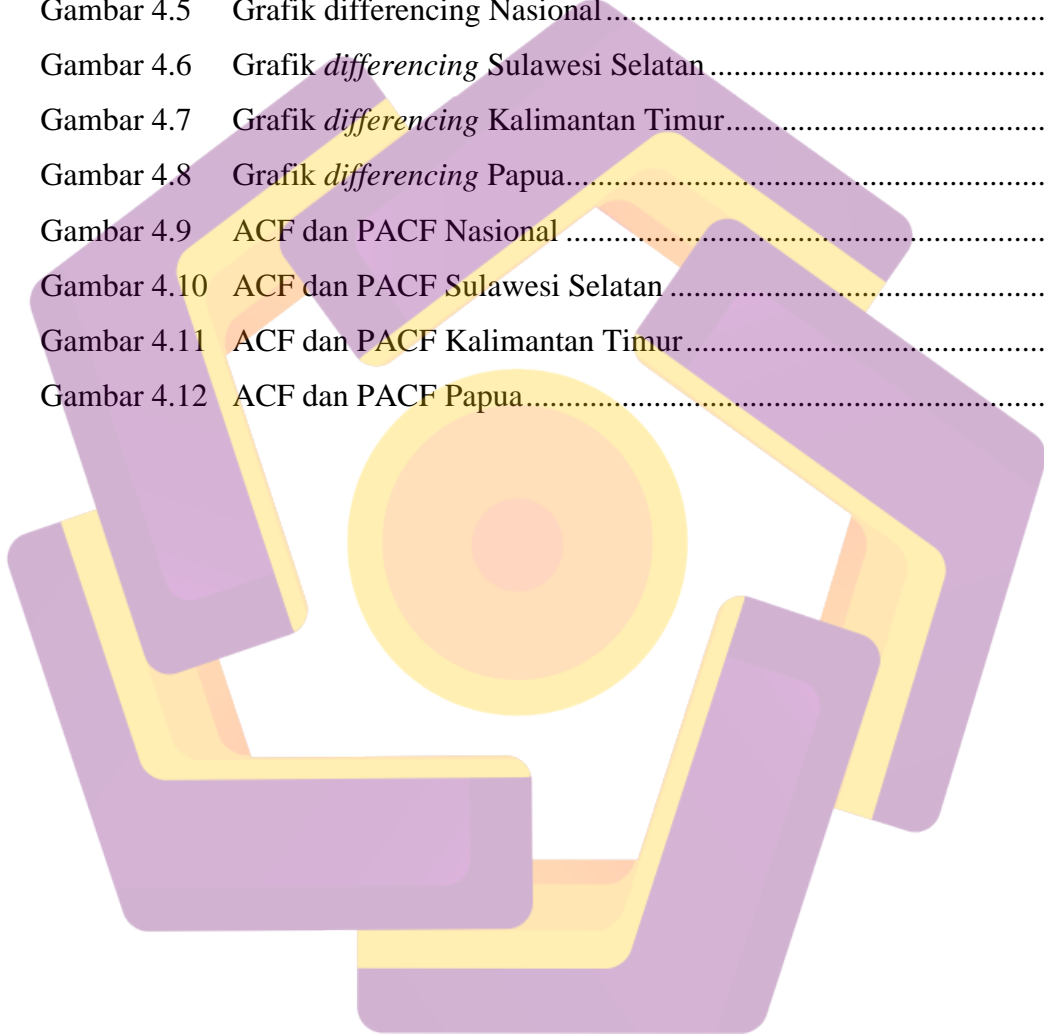 Gambar 4.5 Grafik differencing Nasional................................................................
Gambar 4.6 Grafik differencing Sulawesi Selatan................................................
Gambar 4.7 Grafik differencing Kalimantan Timur..............................................
Gambar 4.8 Grafik differencing Papua..................................................................
Gambar 4.9 ACF dan PACF Nasional..................................................................
Gambar 4.10 ACF dan PACF Sulawesi Selatan.....................................................
Gambar 4.11 ACF dan PACF Kalimantan Timur...................................................
Gambar 4.12 ACF dan PACF Papua.......................................................................